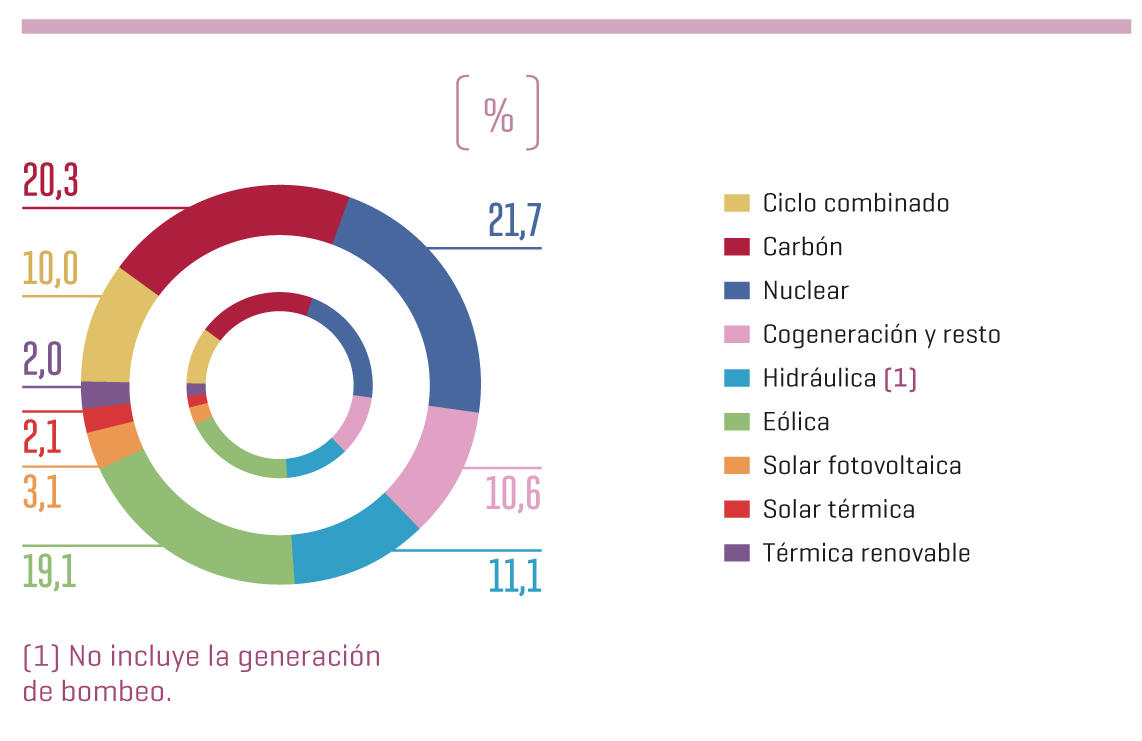 [%]
20,3
21,7
10,0
2,0
2,1
3,1
10,6
19,1
11,1
Ciclo combinado
Carbón
Nuclear
Cogeneración y resto
Hidráulica (1)
Eólica
Solar fotovoltaica
Solar térmica
Térmica renovable
(1) No incluye la generación
de bombeo.